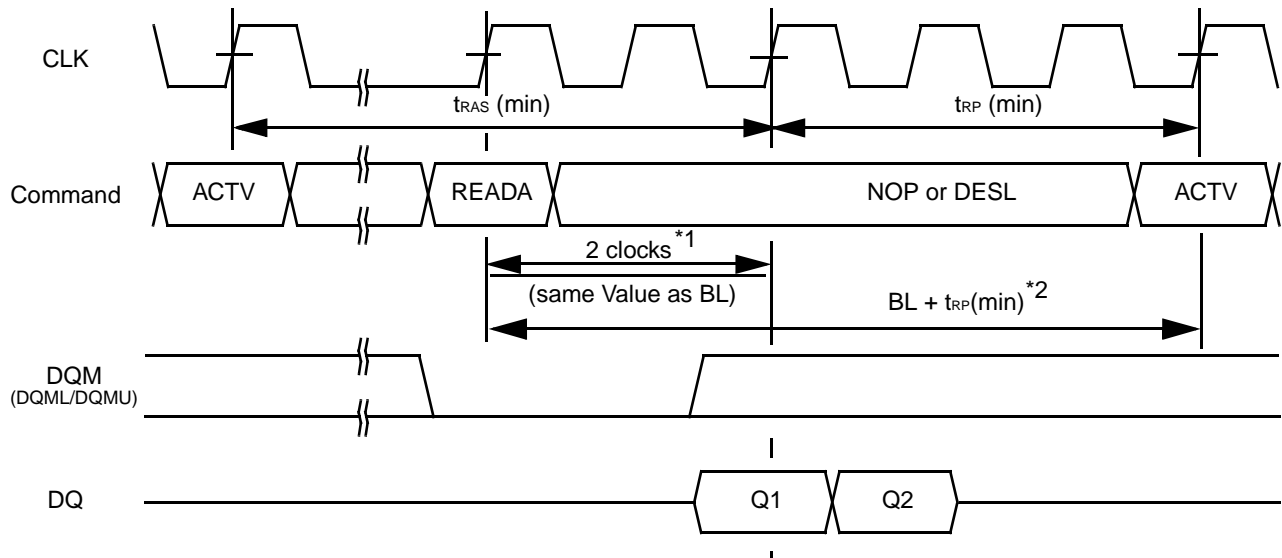 CLK
tRAS (min) tRP (min)
Command ACTV READA NOP or DESL ACTV
2 clocks *1
(same Value as BL)
BL + tRP(min) *2
DQM
(DQML/DQMU)
DQ Q1 Q2